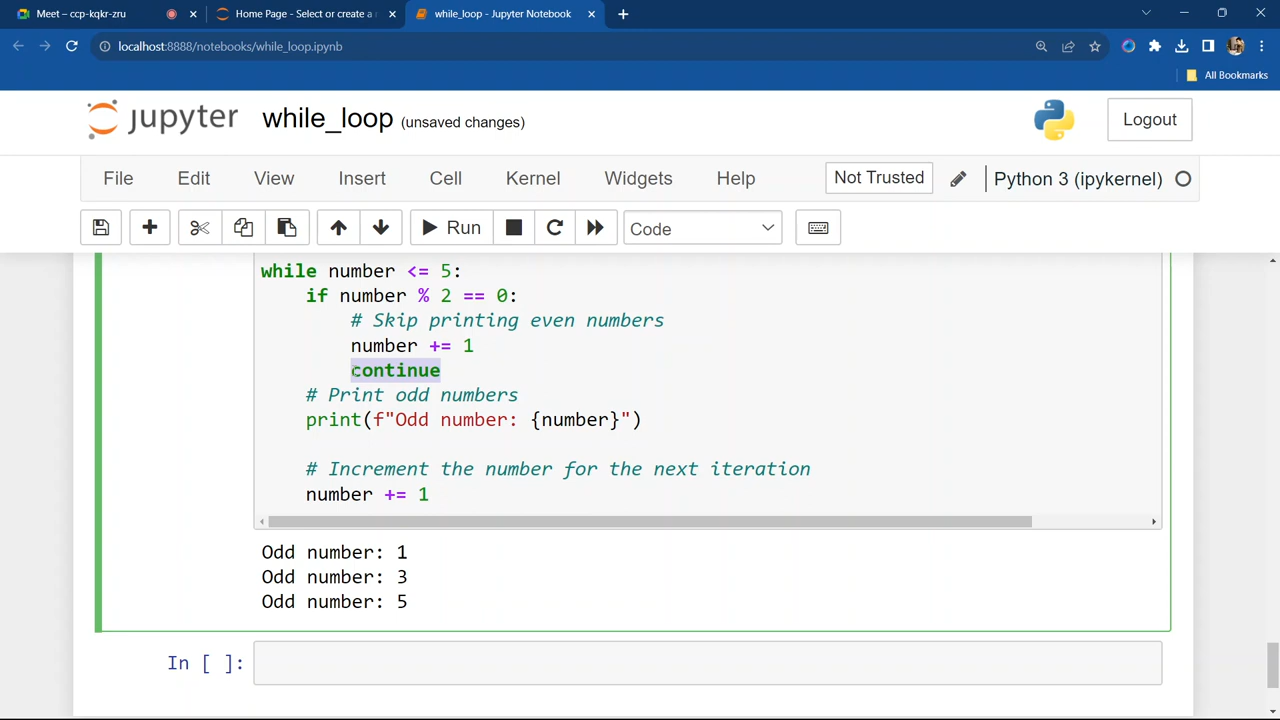 Meet – ccp-kqkr-zru
Home Page - Select or create a
while_loop - Jupyter Notebook
localhost:8888/notebooks/while_loop.ipynb
All Bookmarks
jupyter while_loop (unsaved changes)
Logout
File Edit View Insert Cell Kernel Widgets Help
Not Trusted
Python 3 (ipykernel)
Run
Code
while number <= 5:
    if number % 2 == 0:
        # Skip printing even numbers
        number += 1
        continue
    # Print odd numbers
    print(f"Odd number: {number}")
    # Increment the number for the next iteration
    number += 1
Odd number: 1
Odd number: 3
Odd number: 5
In [ ]: